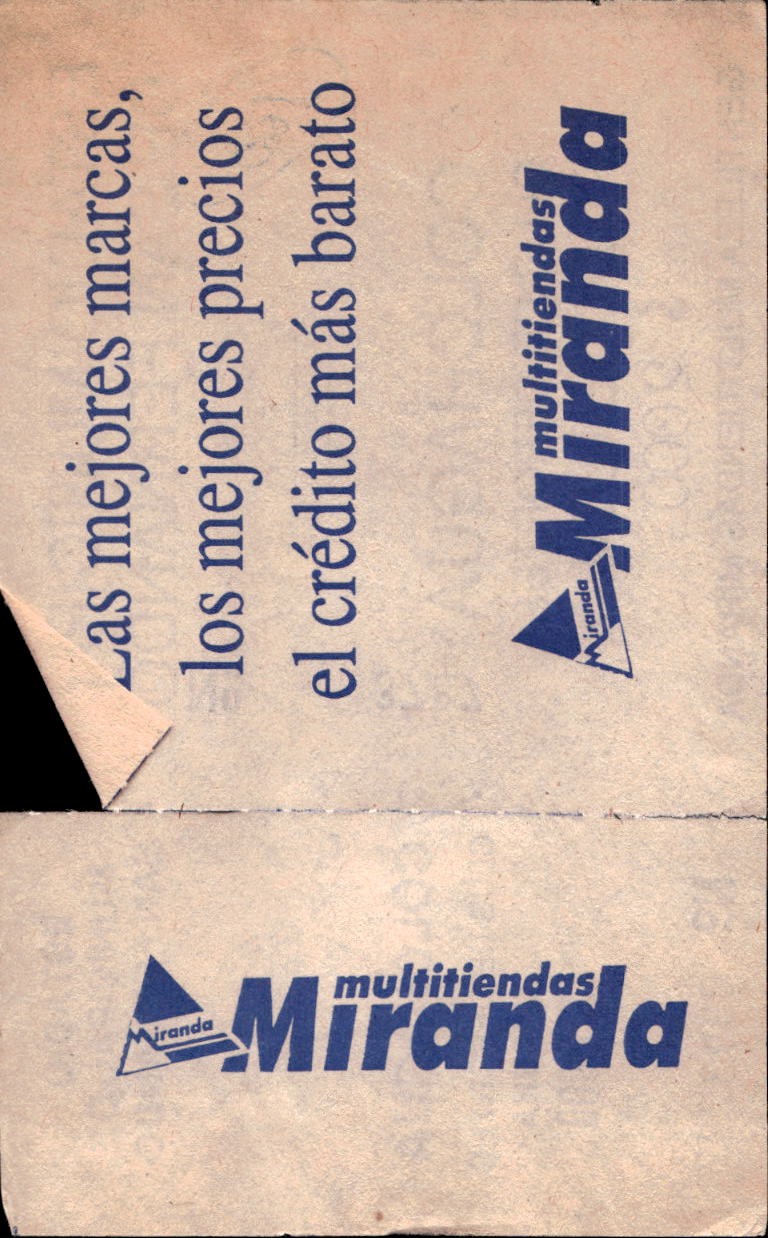 Las mejores marcas,
los mejores precios
el crédito más barato
multitiendas
Miranda
Miranda
multitiendas
Miranda
Miranda